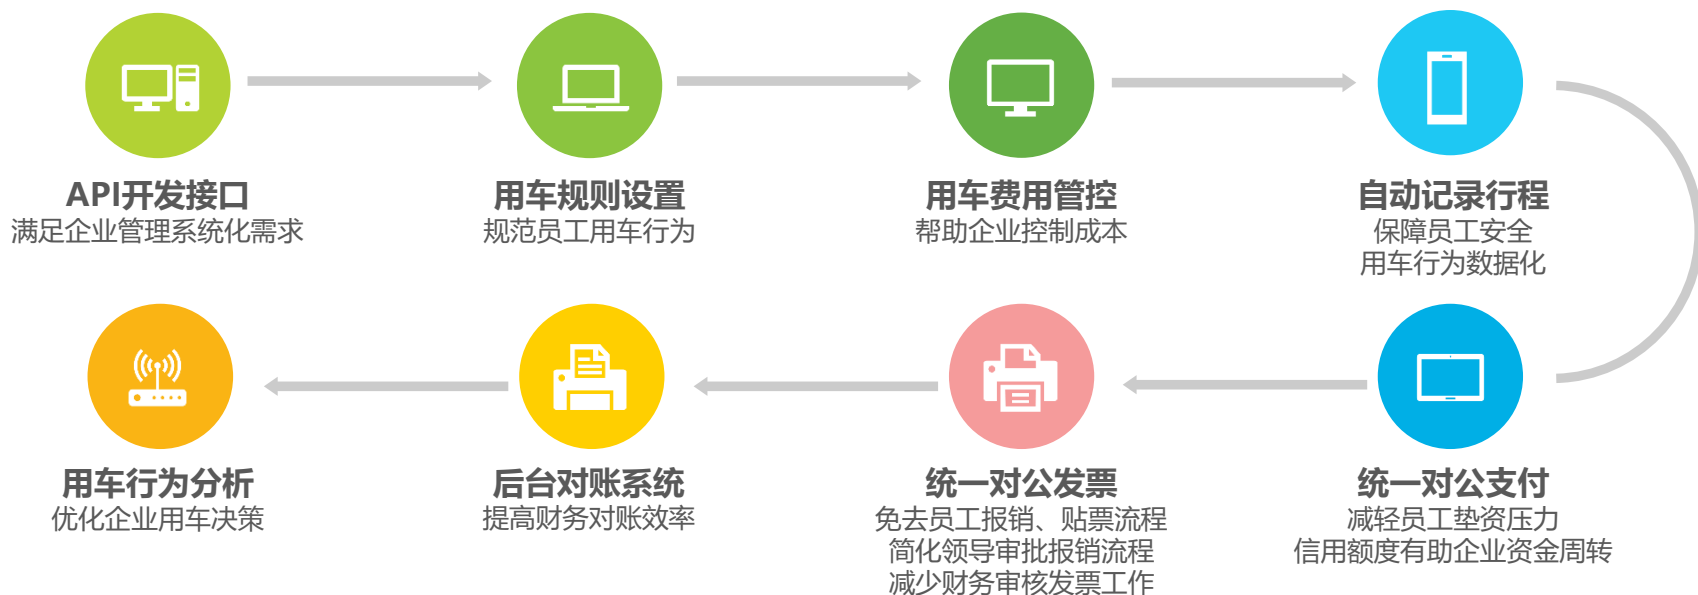 API开发接口
满足企业管理系统化需求
用车规则设置
规范员工用车行为
用车费用管控
帮助企业控制成本
自动记录行程
保障员工安全
用车行为数据化
用车行为分析
优化企业用车决策
后台对账系统
提高财务对账效率
统一对公发票
免去员工报销、贴票流程
简化领导审批报销流程
减少财务审核发票工作
统一对公支付
减轻员工垫资压力
信用额度有助企业资金周转